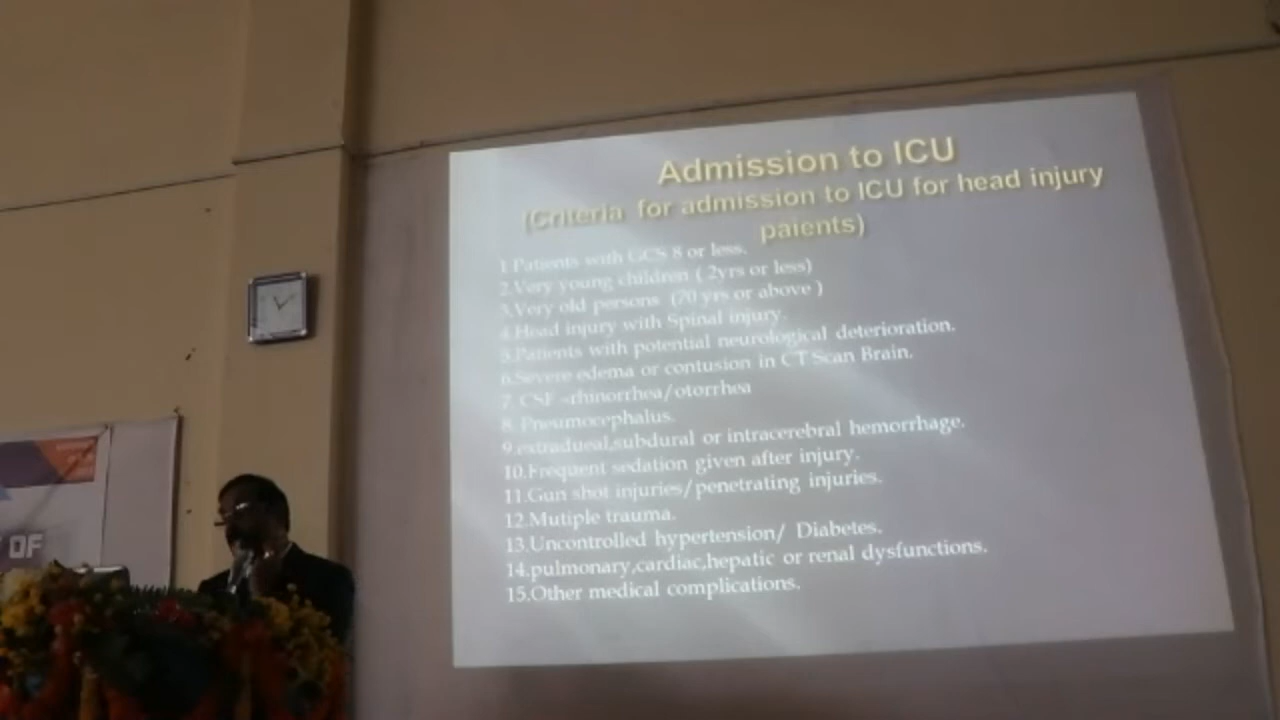 OF
Admission to ICU
(Criteria for admission to ICU for head injury
paients)
1 Patients with GCS 8 or less.
2.Very young children ( 2yrs or less)
3.Very old persons (70 yrs or above )
4.Head injury with Spinal injury.
5.Patients with potential neurological deterioration.
6.Severe edema or contusion in CT Scan Brain.
7. CSF -rhinorrhea/otorrhea
8. Pneumocephalus.
9.extradueal,subdural or intracerebral hemorrhage.
10.Frequent sedation given after injury.
11.Gun shot injuries/penetrating injuries.
12.Mutiple trauma.
13.Uncontrolled hypertension/ Diabetes.
14.pulmonary,cardiac,hepatic or renal dysfunctions.
15.Other medical complications.